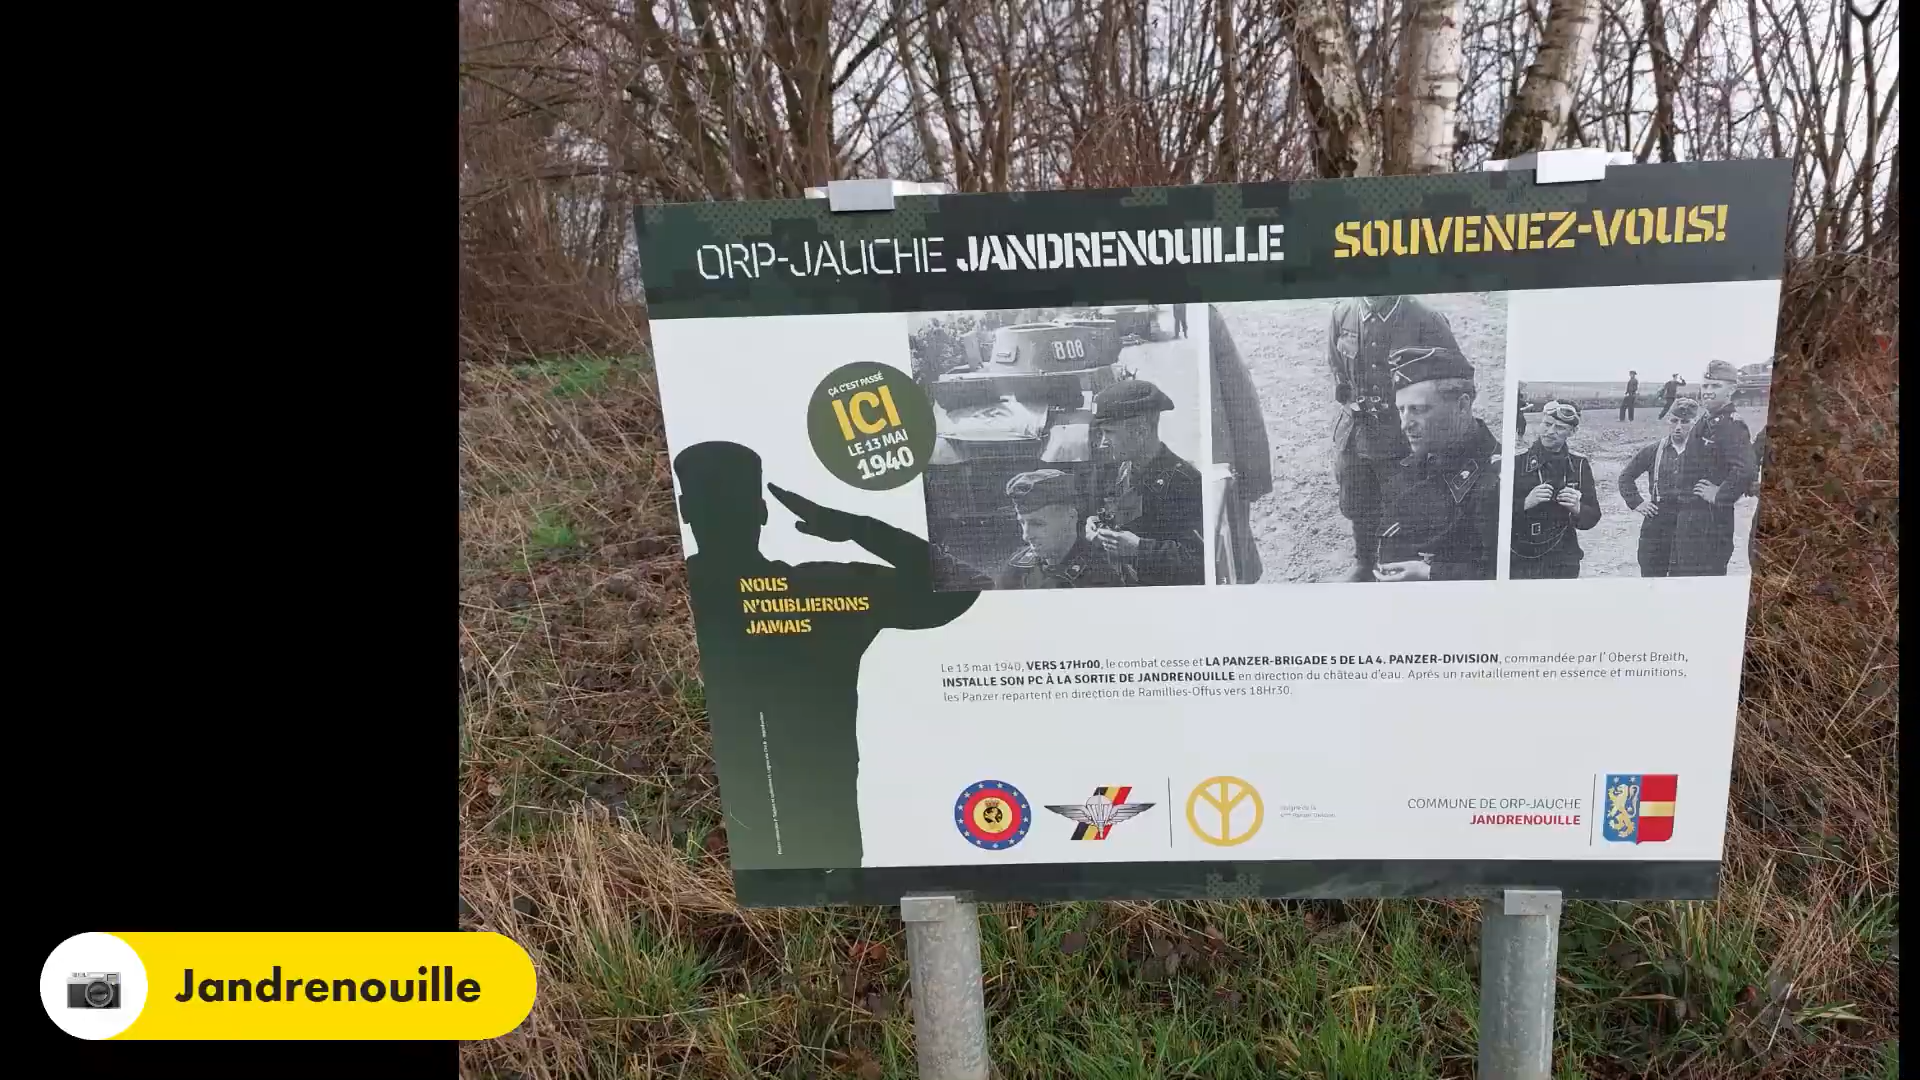 ORP-JAUCHE JANDRENOUILLE SOUVENEZ-VOUS!
808
ÇA C'EST PASSÉ
ICI
LE 13 MAI
1940
NOUS
N'OUBLIERONS
JAMAIS
Le 13 mai 1940, VERS 17Hr00, le combat cesse et LA PANZER-BRIGADE 5 DE LA 4. PANZER-DIVISION, commandée par l' Oberst Breith,
INSTALLE SON PC À LA SORTIE DE JANDRENOUILLE en direction du château d'eau. Après un ravitaillement en essence et munitions,
les Panzer repartent en direction de Ramillies-Offus vers 18Hr30.
COMMUNE DE ORP-JAUCHE
JANDRENOUILLE
Jandrenouille